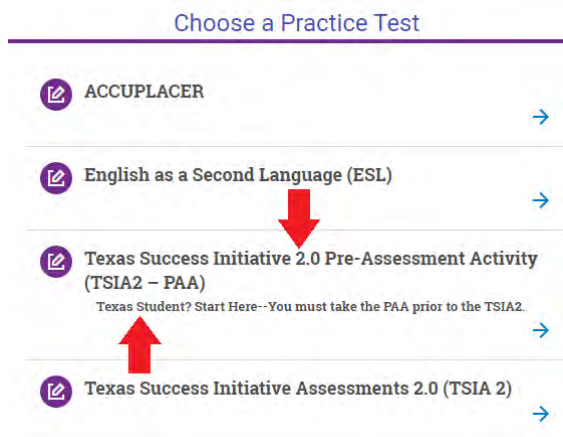 Choose a Practice Test
ACCUPLACER
English as a Second Language (ESL)
Texas Success Initiative 2.0 Pre-Assessment Activity
(TSIA2 – PAA)
Texas Student? Start Here--You must take the PAA prior to the TSIA2.
Texas Success Initiative Assessments 2.0 (TSIA 2)